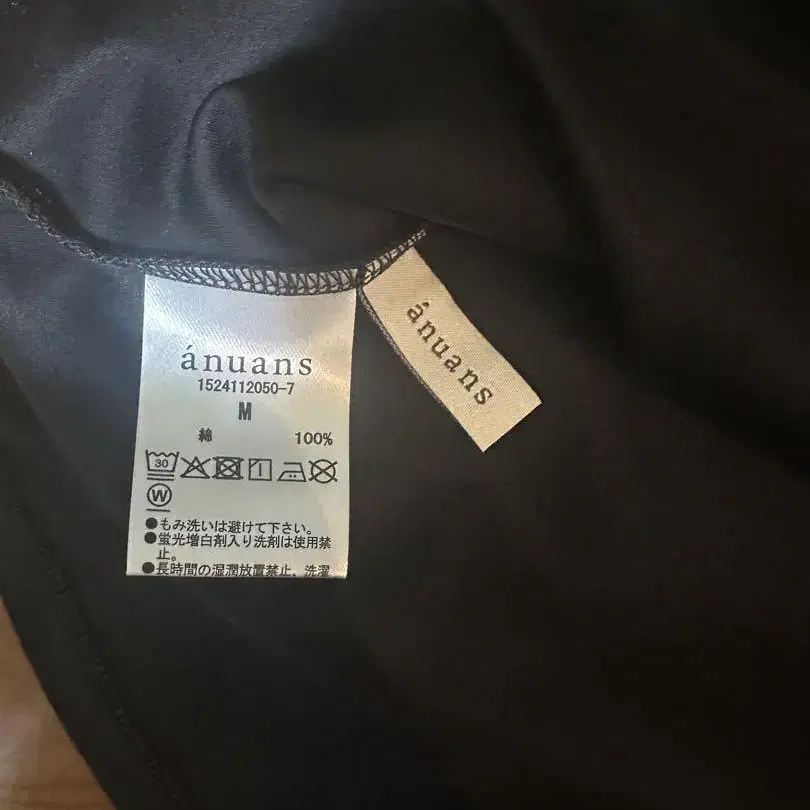 ánuans
1524112050-7
M
綿 100%
30
W
●もみ洗いは避けて下さい。
●蛍光増白剤入り洗剤は使用禁
止。
●長時間の湿潤放置禁止、洗濯
ánuans